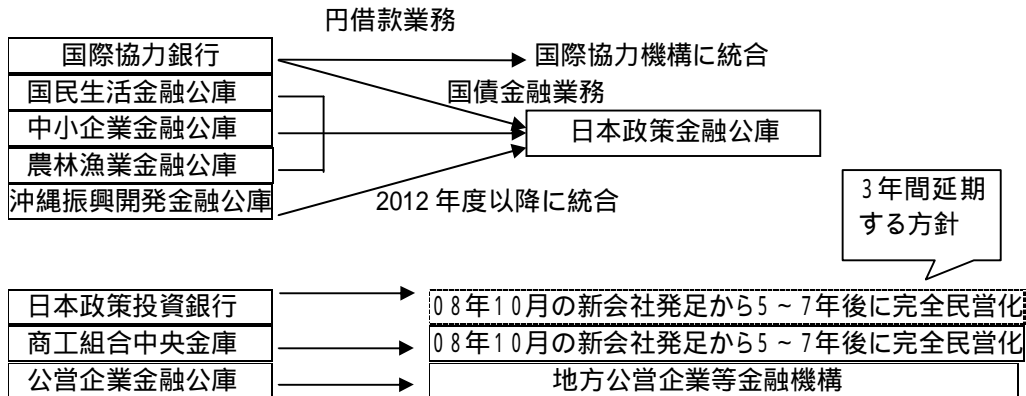 円借款業務
国際協力銀行
国際協力機構に統合
国民生活金融公庫
国債金融業務
中小企業金融公庫
日本政策金融公庫
農林漁業金融公庫
沖縄振興開発金融公庫
2012年度以降に統合
3年間延期
する方針
日本政策投資銀行
08年10月の新会社発足から5~7年後に完全民営化
商工組合中央金庫
08年10月の新会社発足から5~7年後に完全民営化
公営企業金融公庫
地方公営企業等金融機構